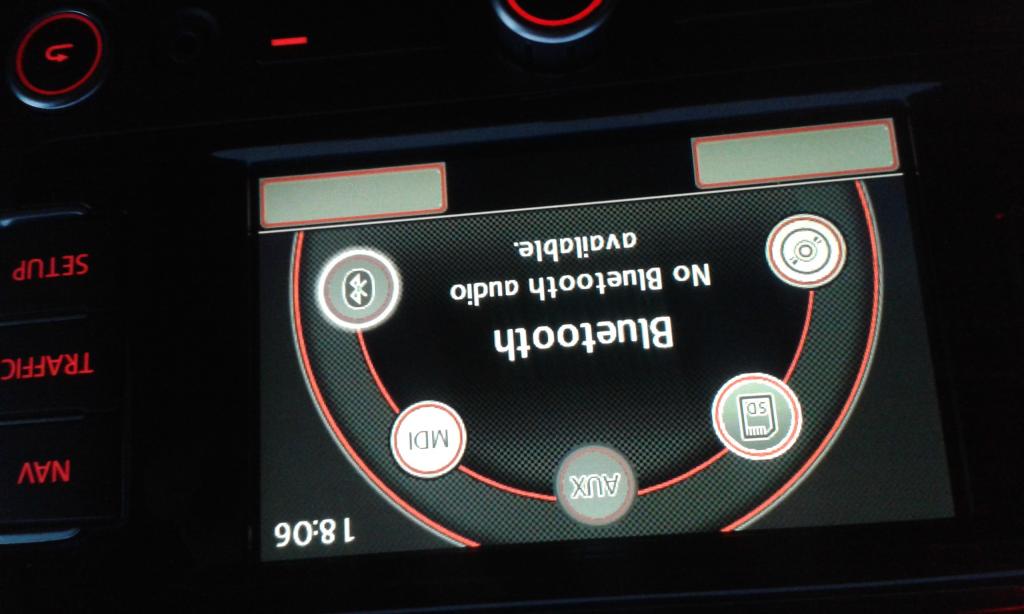 18:06
AUX
SD
MDI
Bluetooth
No Bluetooth audio
available.
NAV
TRAFFIC
SETUP